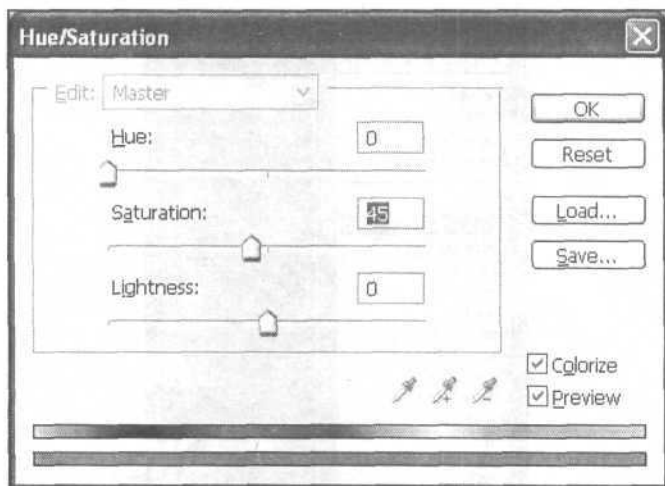 Hue/Saturation
Edit: Master
Hue: 0
Saturation: 45
Lightness: 0
OK
Reset
Load...
Save...
Colorize
Preview